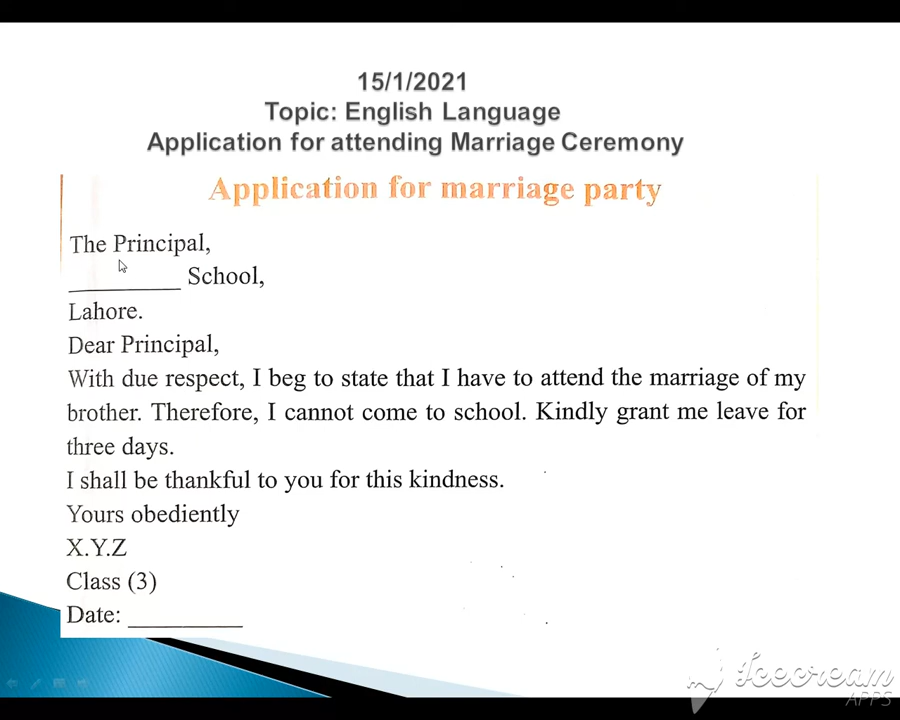 15/1/2021
Topic: English Language
Application for attending Marriage Ceremony
Application for marriage party
The Principal,
__________ School,
Lahore.
Dear Principal,
With due respect, I beg to state that I have to attend the marriage of my
brother. Therefore, I cannot come to school. Kindly grant me leave for
three days.
I shall be thankful to you for this kindness.
Yours obediently
X.Y.Z
Class (3)
Date: __________
Icecream
APPS